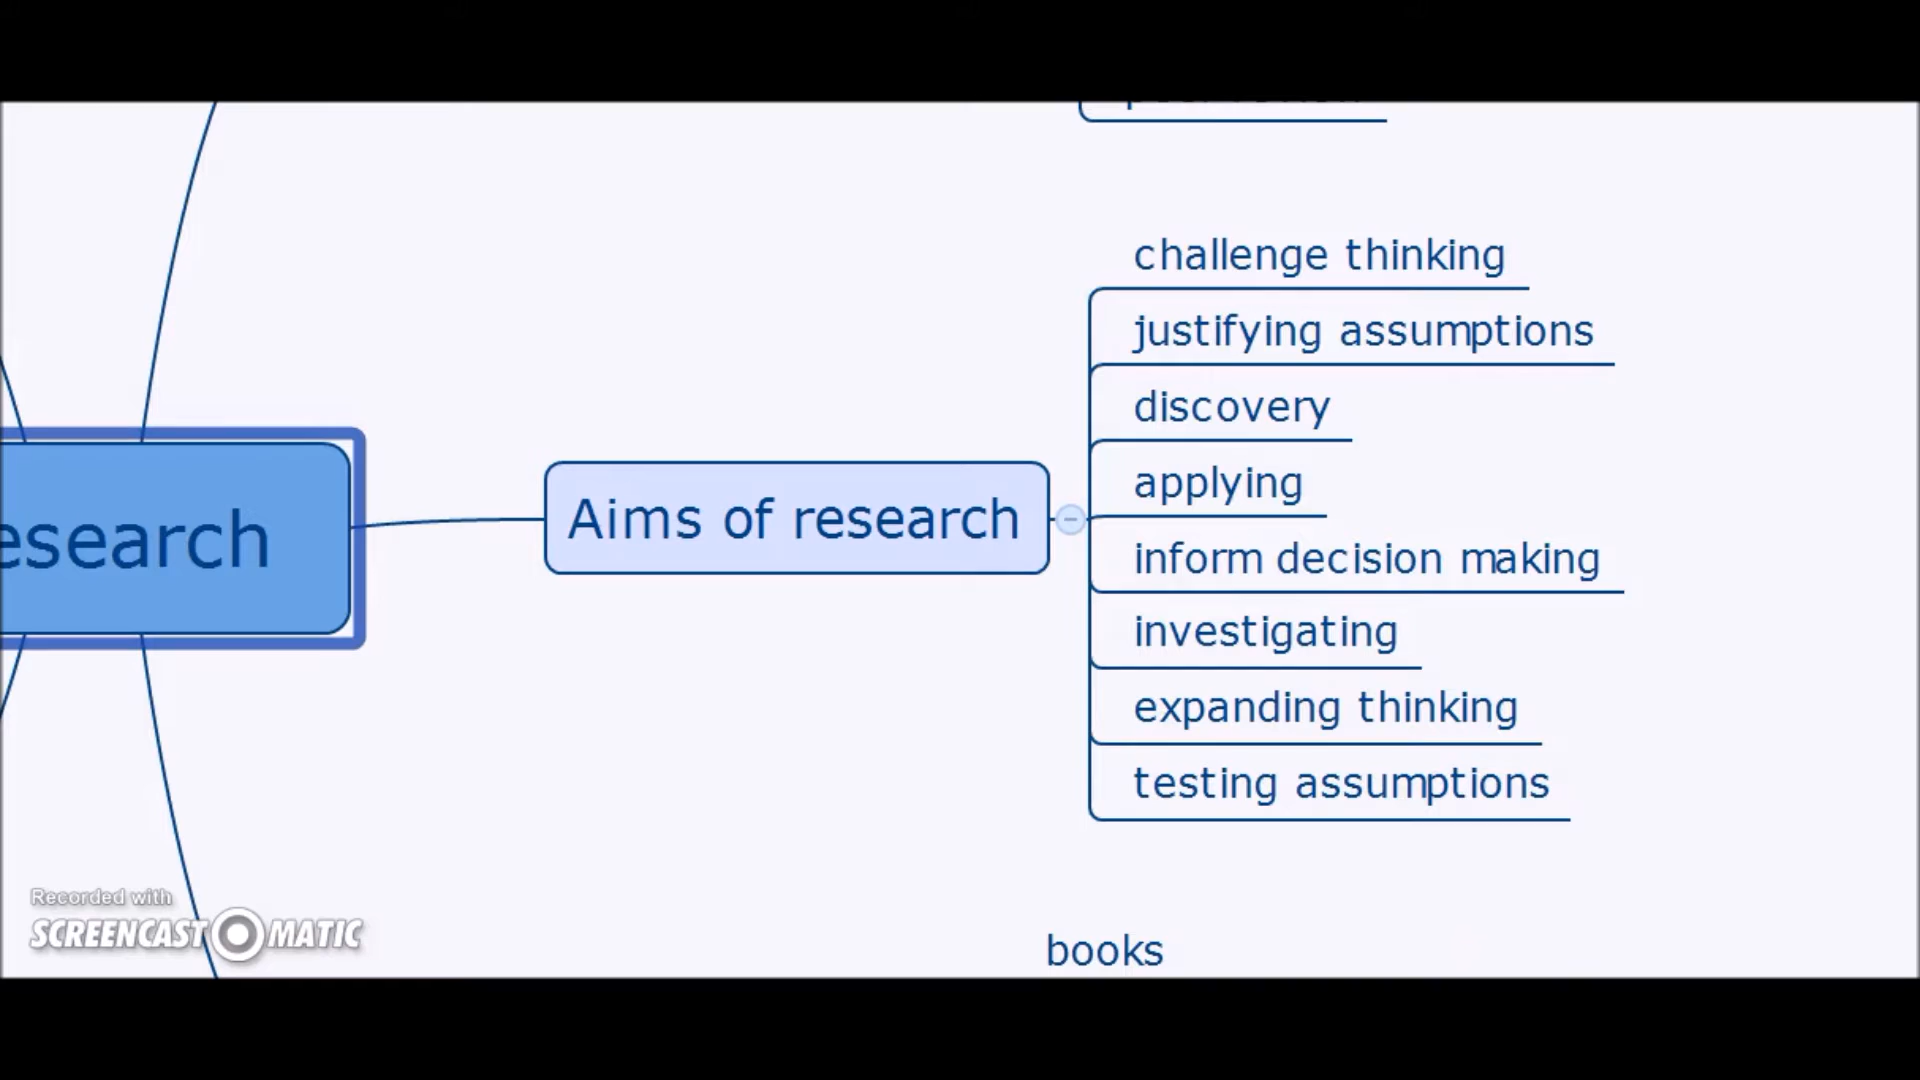 challenge thinking
justifying assumptions
discovery
applying
esearch
Aims of research
inform decision making
investigating
expanding thinking
testing assumptions
Recorded with
SCREENCAST MATIC
books